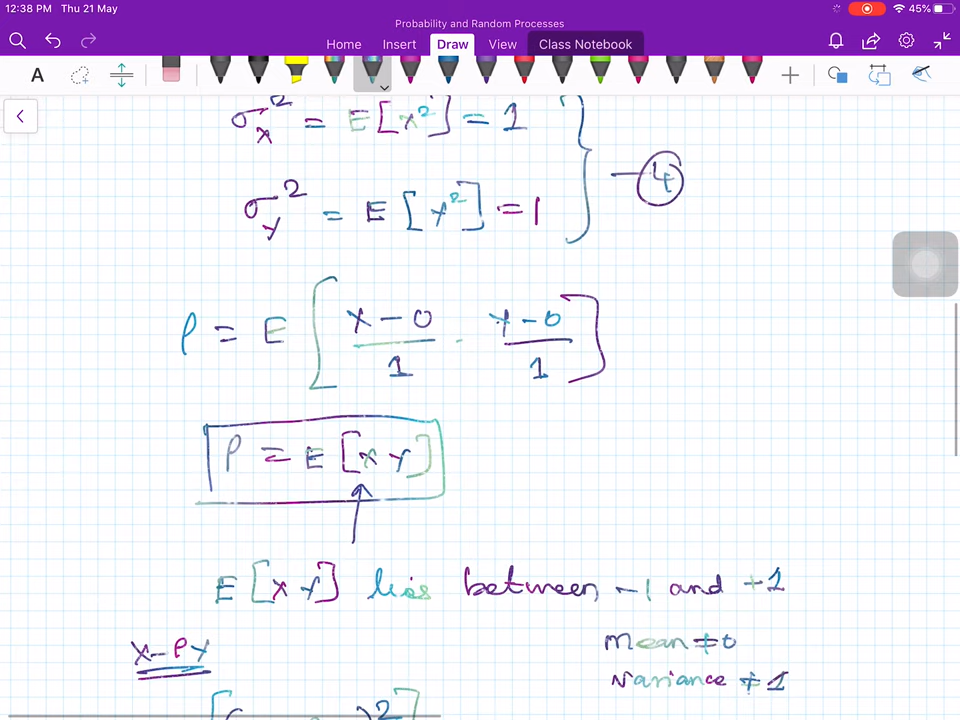 12:38 PM Thu 21 May
45%
Probability and Random Processes
Home Insert Draw View Class Notebook
A
σx² = E[x²] = 1
σy² = E[y²] = 1 } — 4
ρ = E [ x – 0 / 1 · y – 0 / 1 ]
ρ = E [x y]
E [x y] lies between –1 and +1
x – ρy
mean ≠ 0
Variance ≠ 1